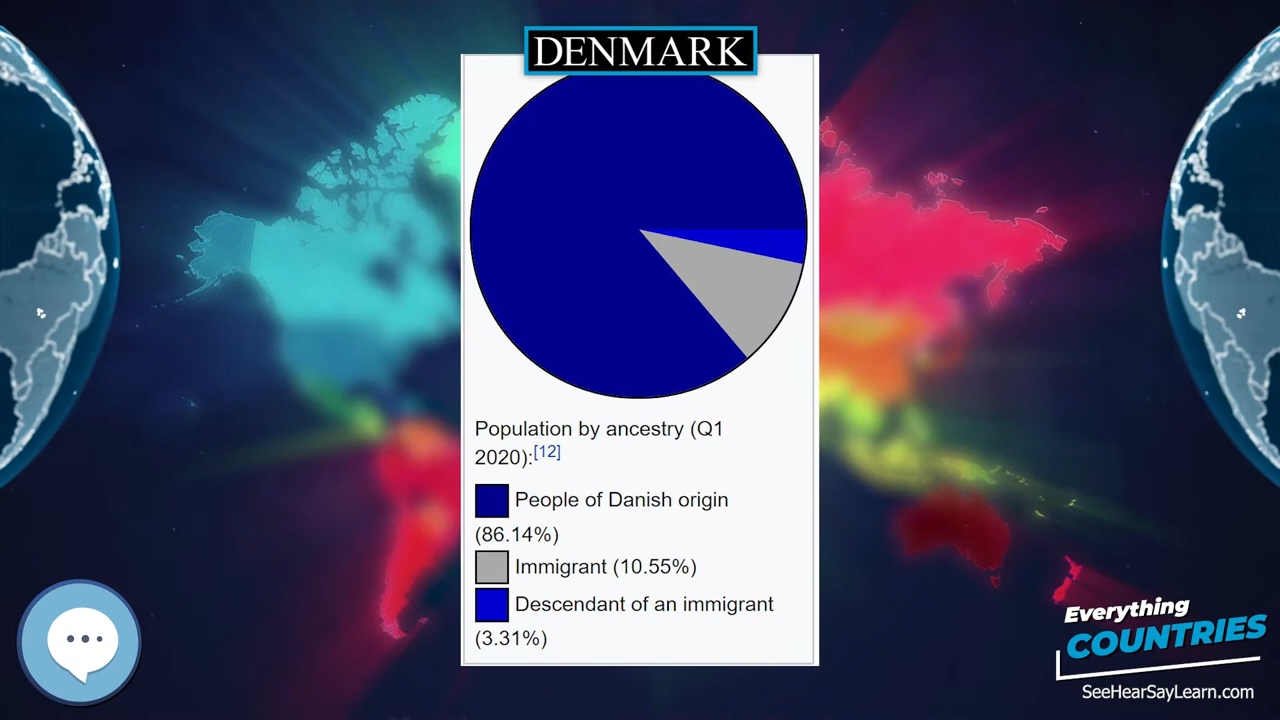 DENMARK
Population by ancestry (Q1
2020):[12]
People of Danish origin
(86.14%)
Immigrant (10.55%)
Descendant of an immigrant
(3.31%)
Everything
COUNTRIES
SeeHearSayLearn.com